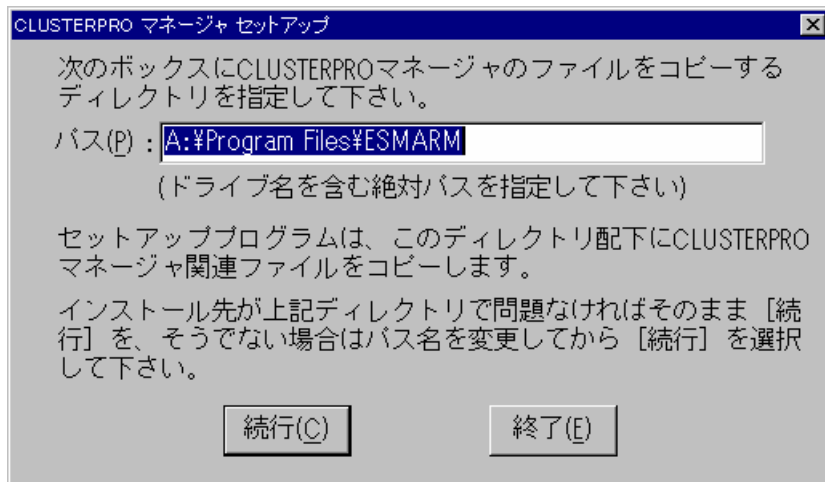 CLUSTERPRO マネージャ セットアップ
次のボックスにCLUSTERPROマネージャのファイルをコピーする
ディレクトリを指定して下さい。
パス(P) : A:¥Program Files¥ESMARM
(ドライブ名を含む絶対パスを指定して下さい)
セットアッププログラムは、このディレクトリ配下にCLUSTERPRO
マネージャ関連ファイルをコピーします。
インストール先が上記ディレクトリで問題なければそのまま［続
行］を、そうでない場合はパス名を変更してから［続行］を選択
して下さい。
続行(C) 終了(E)